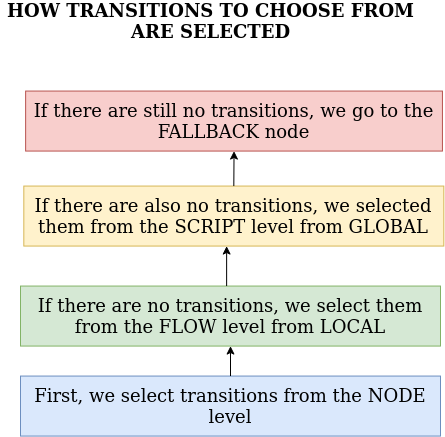 HOW TRANSITIONS TO CHOOSE FROM
ARE SELECTED
If there are still no transitions, we go to the
FALLBACK node
If there are also no transitions, we selected
them from the SCRIPT level from GLOBAL
If there are no transitions, we select them
from the FLOW level from LOCAL
First, we select transitions from the NODE
level